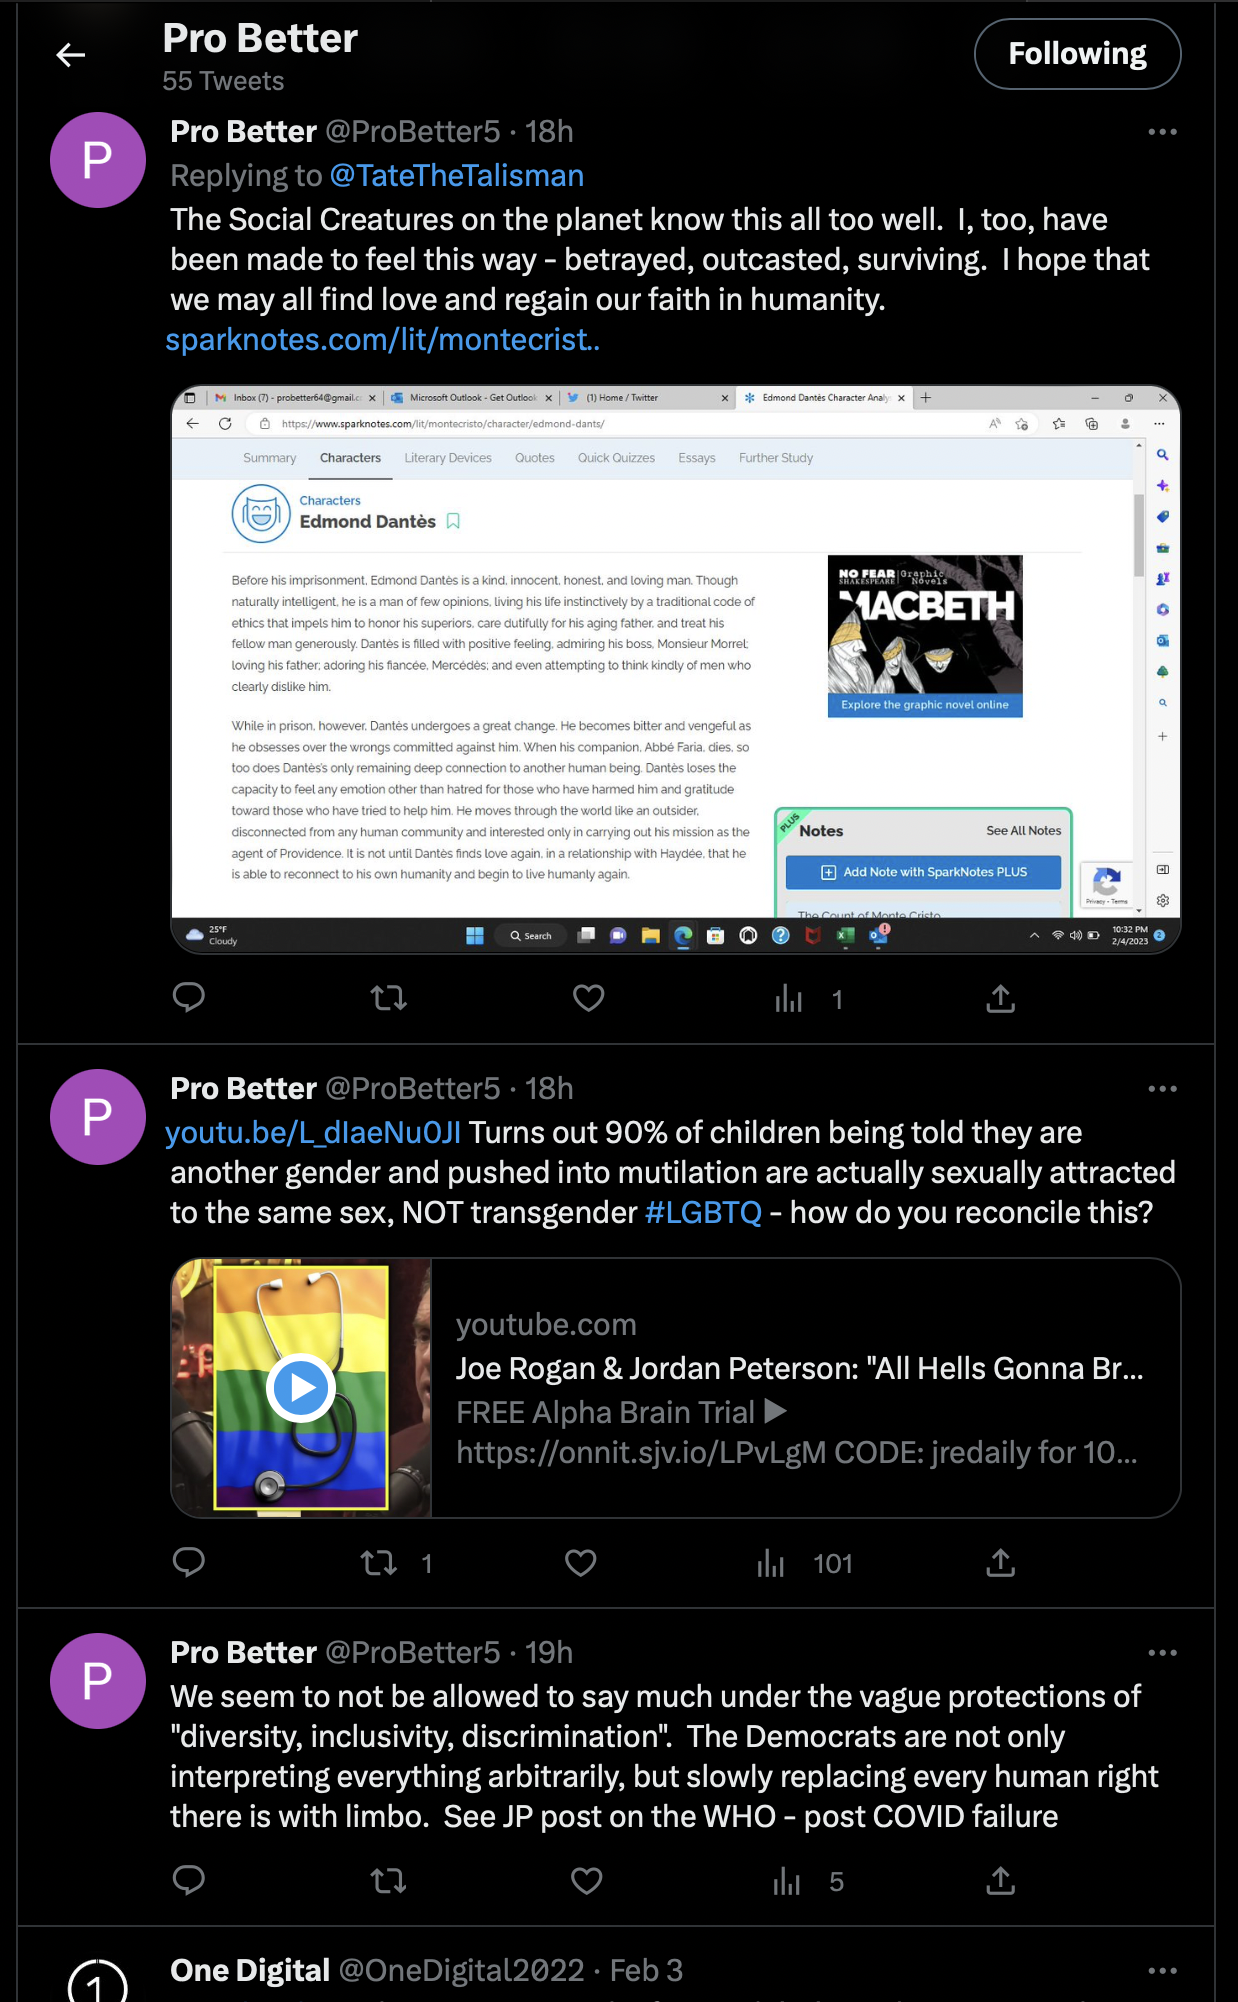 Pro Better
55 Tweets
Following
P
Pro Better @ProBetter5 · 18h
Replying to @TateTheTalisman
The Social Creatures on the planet know this all too well.  I, too, have
been made to feel this way - betrayed, outcasted, surviving.  I hope that
we may all find love and regain our faith in humanity.
sparknotes.com/lit/montecrist..
Inbox (7) - probetter64@gmail.c
Microsoft Outlook - Get Outlook
(1) Home / Twitter
Edmond Dantès Character Analy
https://www.sparknotes.com/lit/montecristo/character/edmond-dants/
Summary Characters Literary Devices Quotes Quick Quizzes Essays Further Study
Characters
Edmond Dantès
Before his imprisonment, Edmond Dantès is a kind, innocent, honest, and loving man. Though
naturally intelligent, he is a man of few opinions, living his life instinctively by a traditional code of
ethics that impels him to honor his superiors, care dutifully for his aging father, and treat his
fellow man generously. Dantès is filled with positive feeling, admiring his boss, Monsieur Morrel;
loving his father; adoring his fiancée, Mercédès; and even attempting to think kindly of men who
clearly dislike him.
While in prison, however, Dantès undergoes a great change. He becomes bitter and vengeful as
he obsesses over the wrongs committed against him. When his companion, Abbé Faria, dies, so
too does Dantès's only remaining deep connection to another human being. Dantès loses the
capacity to feel any emotion other than hatred for those who have harmed him and gratitude
toward those who have tried to help him. He moves through the world like an outsider,
disconnected from any human community and interested only in carrying out his mission as the
agent of Providence. It is not until Dantès finds love again, in a relationship with Haydée, that he
is able to reconnect to his own humanity and begin to live humanly again.
NO FEAR SHAKESPEARE | Graphic Novels
MACBETH
Explore the graphic novel online
PLUS
Notes
See All Notes
Add Note with SparkNotes PLUS
The Count of Monte Cristo
Privacy - Terms
25°F
Cloudy
Search
10:32 PM
2/4/2023
2
1
P
Pro Better @ProBetter5 · 18h
youtu.be/L_dIaeNu0JI Turns out 90% of children being told they are
another gender and pushed into mutilation are actually sexually attracted
to the same sex, NOT transgender #LGBTQ - how do you reconcile this?
youtube.com
Joe Rogan & Jordan Peterson: "All Hells Gonna Br...
FREE Alpha Brain Trial ▶
https://onnit.sjv.io/LPvLgM CODE: jredaily for 10...
1
101
P
Pro Better @ProBetter5 · 19h
We seem to not be allowed to say much under the vague protections of
"diversity, inclusivity, discrimination".  The Democrats are not only
interpreting everything arbitrarily, but slowly replacing every human right
there is with limbo.  See JP post on the WHO - post COVID failure
5
1
One Digital @OneDigital2022 · Feb 3